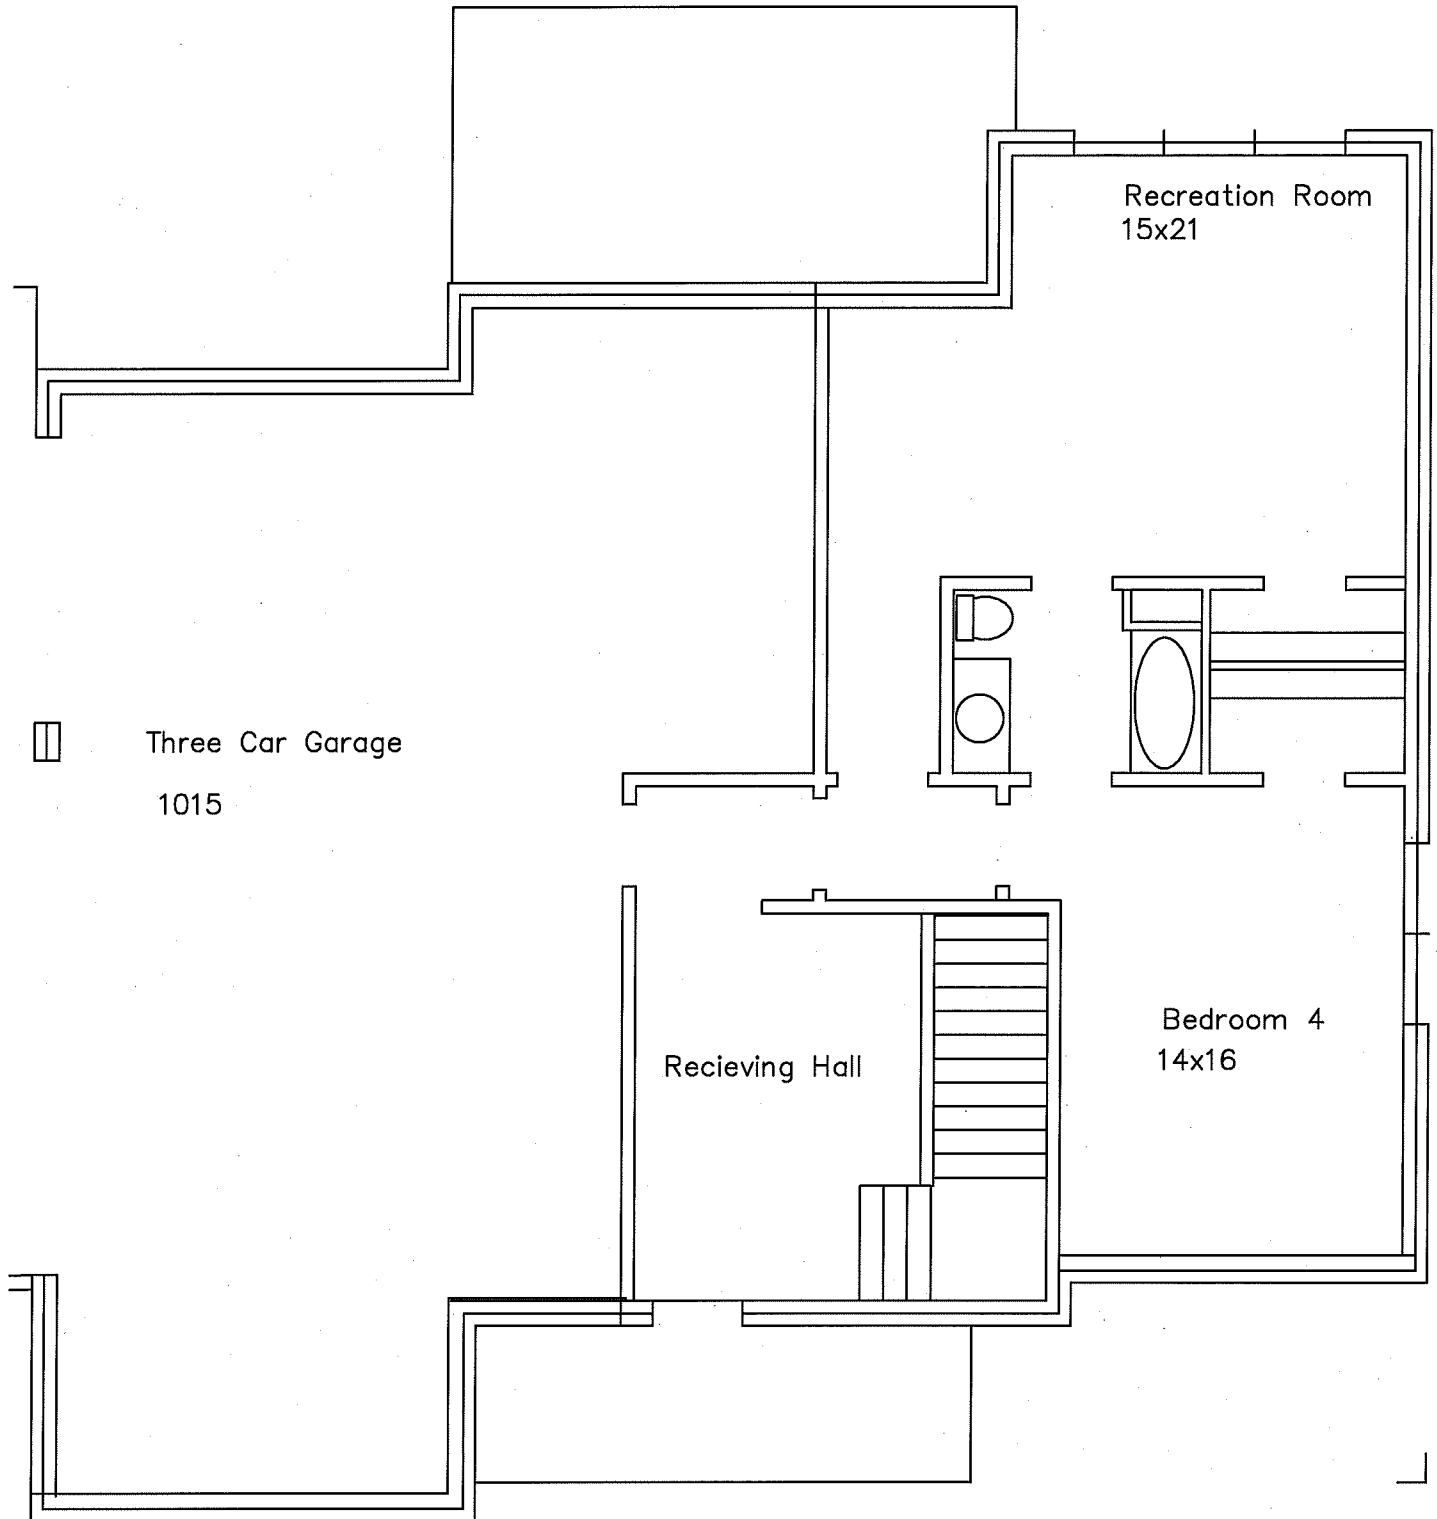 Recreation Room
15x21
Three Car Garage
1015
Bedroom 4
14x16
Recieving Hall